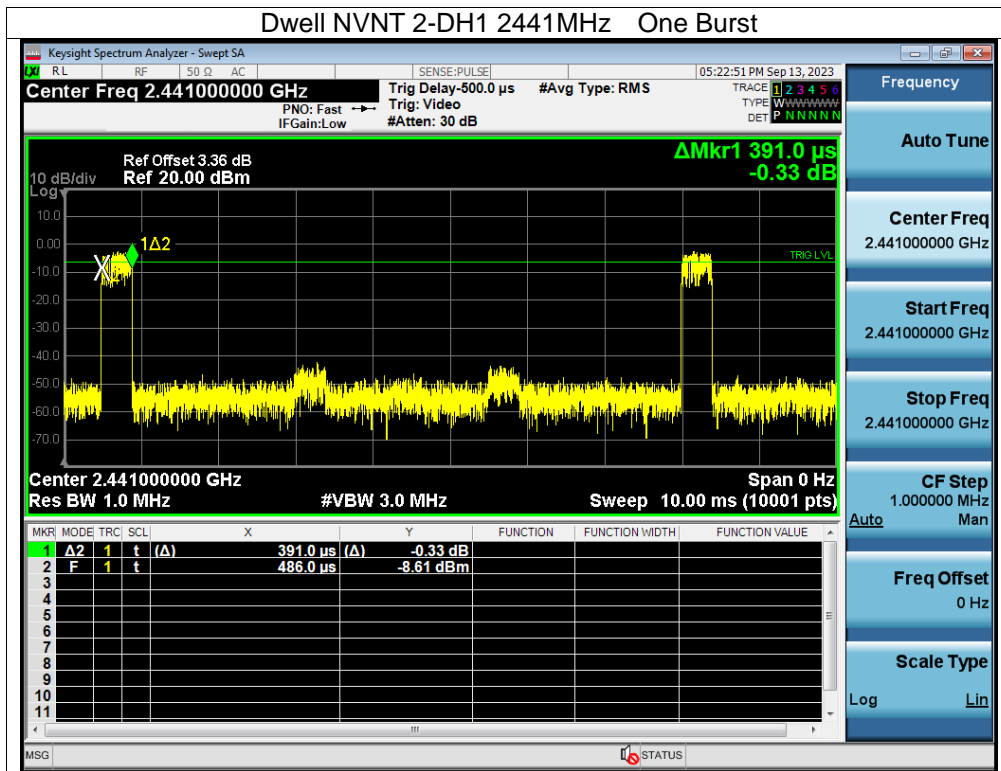 Dwell NVNT 2-DH1 2441MHz One Burst
Keysight Spectrum Analyzer - Swept SA
LXI RL RF 50 Ω AC SENSE:PULSE 05:22:51 PM Sep 13, 2023
Center Freq 2.441000000 GHz Trig Delay-500.0 µs #Avg Type: RMS TRACE 1 2 3 4 5 6
PNO: Fast Trig: Video TYPE WWWWWW
IFGain:Low #Atten: 30 dB DET P N N N N N
Frequency
Auto Tune
Center Freq
2.441000000 GHz
Start Freq
2.441000000 GHz
Stop Freq
2.441000000 GHz
CF Step
1.000000 MHz
Auto Man
Freq Offset
0 Hz
Scale Type
Log Lin
ΔMkr1 391.0 µs
-0.33 dB
Ref Offset 3.36 dB
10 dB/div Ref 20.00 dBm
Log
10.0
0.00
-10.0
-20.0
-30.0
-40.0
-50.0
-60.0
-70.0
1Δ2
TRIG LVL
Center 2.441000000 GHz Span 0 Hz
Res BW 1.0 MHz #VBW 3.0 MHz Sweep 10.00 ms (10001 pts)
MKR MODE TRC SCL X Y FUNCTION FUNCTION WIDTH FUNCTION VALUE
1 Δ2 1 t (Δ) 391.0 µs (Δ) -0.33 dB
2 F 1 t 486.0 µs -8.61 dBm
3
4
5
6
7
8
9
10
11
MSG STATUS